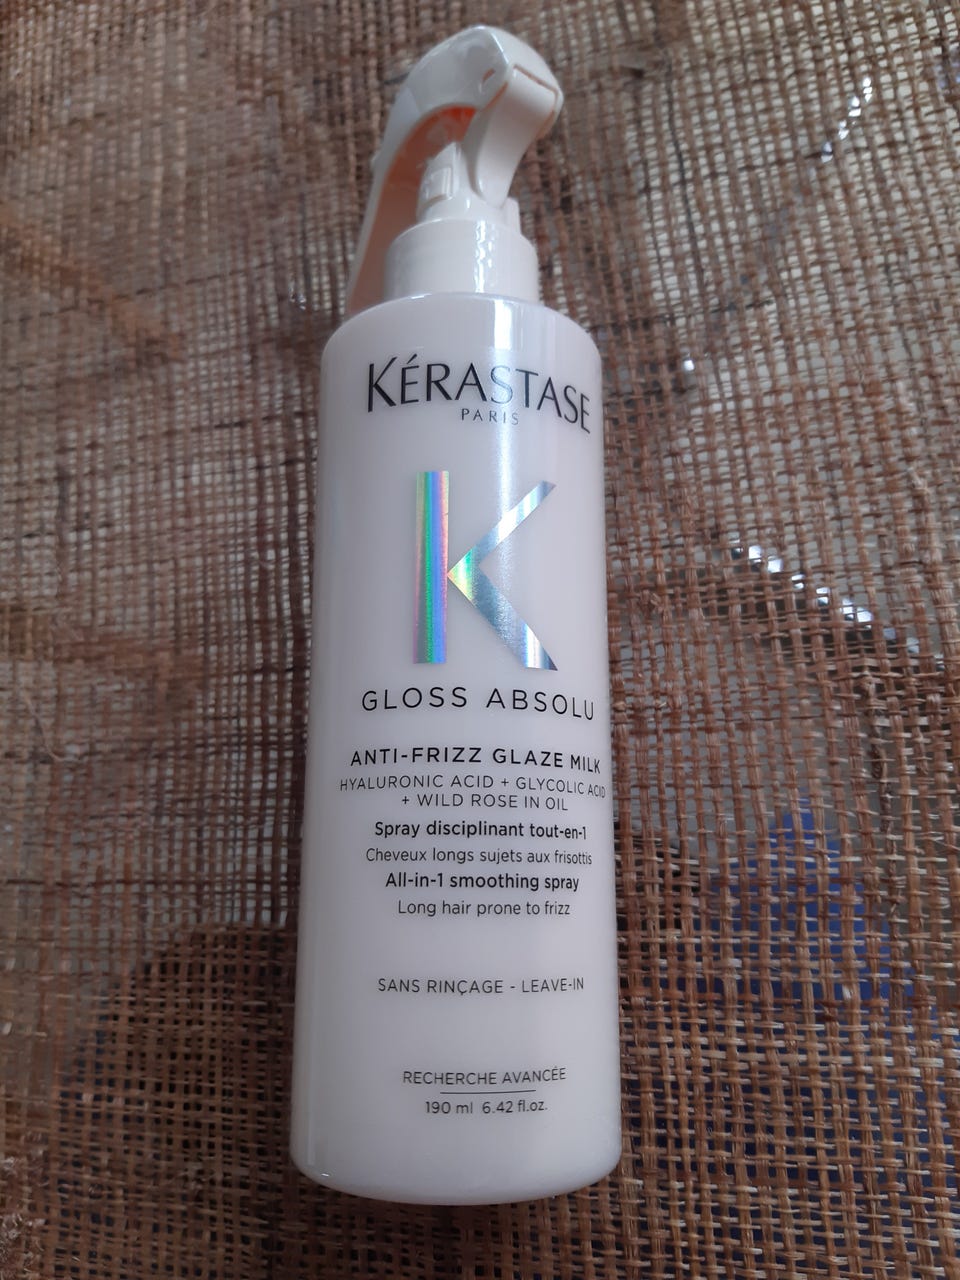 KÉRASTASE
PARIS
K
GLOSS ABSOLU
ANTI-FRIZZ GLAZE MILK
HYALURONIC ACID + GLYCOLIC ACID
+ WILD ROSE IN OIL
Spray disciplinant tout-en-1
Cheveux longs sujets aux frisottis
All-in-1 smoothing spray
Long hair prone to frizz
SANS RINÇAGE - LEAVE-IN
RECHERCHE AVANCÉE
190 ml 6.42 fl.oz.